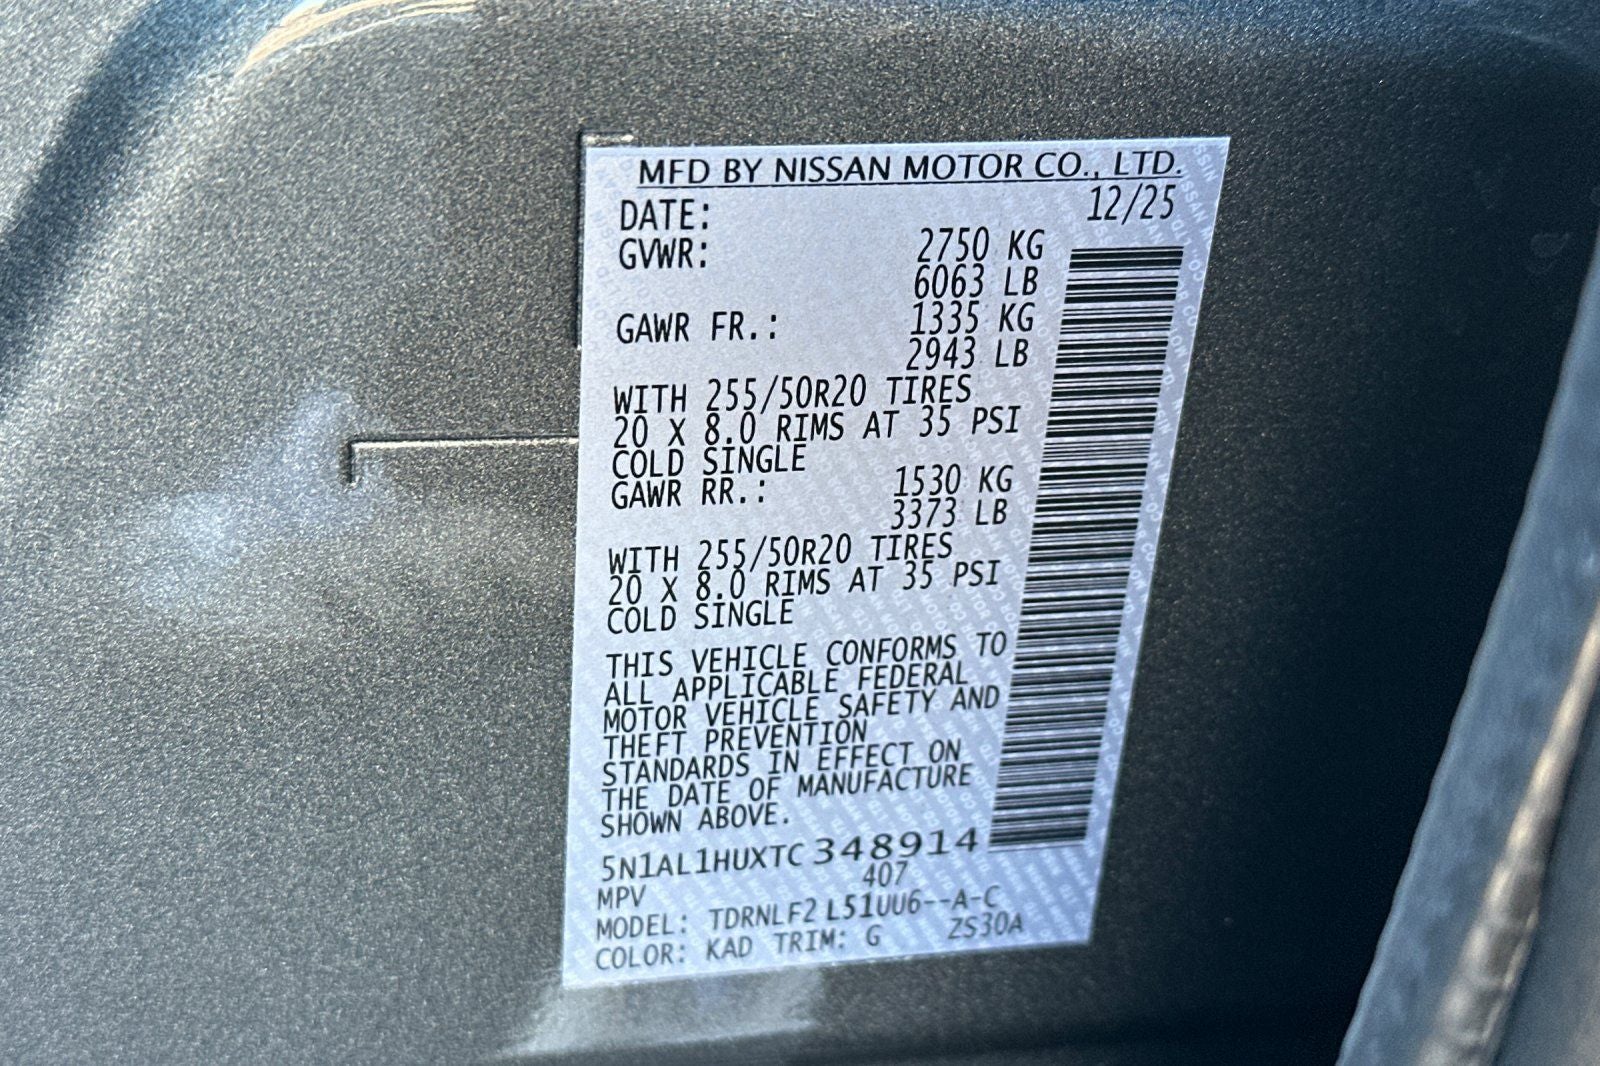 MFD BY NISSAN MOTOR CO., LTD.
DATE: 12/25
GVWR: 2750 KG
6063 LB
GAWR FR.: 1335 KG
2943 LB
WITH 255/50R20 TIRES
20 X 8.0 RIMS AT 35 PSI
COLD SINGLE
GAWR RR.: 1530 KG
3373 LB
WITH 255/50R20 TIRES
20 X 8.0 RIMS AT 35 PSI
COLD SINGLE
THIS VEHICLE CONFORMS TO
ALL APPLICABLE FEDERAL
MOTOR VEHICLE SAFETY AND
THEFT PREVENTION
STANDARDS IN EFFECT ON
THE DATE OF MANUFACTURE
SHOWN ABOVE.
5N1AL1HUXTC348914
MPV 407
MODEL: TDRNLF2 L51UU6--A-C
COLOR: KAD TRIM: G ZS30A